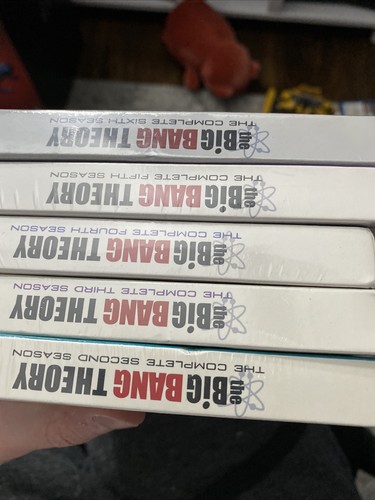 THE COMPLETE SIXTH SEASON
the BiG BANG THEORY
THE COMPLETE FIFTH SEASON
the BiG BANG THEORY
THE COMPLETE FOURTH SEASON
the BiG BANG THEORY
THE COMPLETE THIRD SEASON
the BiG BANG THEORY
THE COMPLETE SECOND SEASON
the BiG BANG THEORY